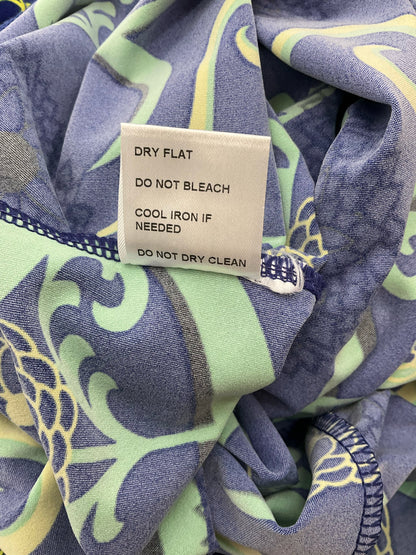 DRY FLAT
DO NOT BLEACH
COOL IRON IF
NEEDED
DO NOT DRY CLEAN